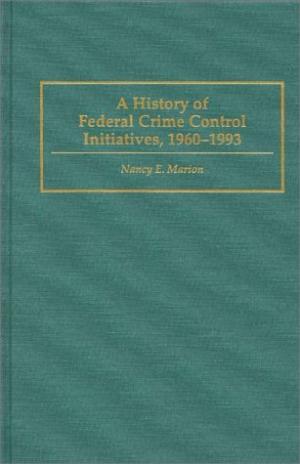 A History of
Federal Crime Control
Initiatives, 1960–1993
Nancy E. Marion